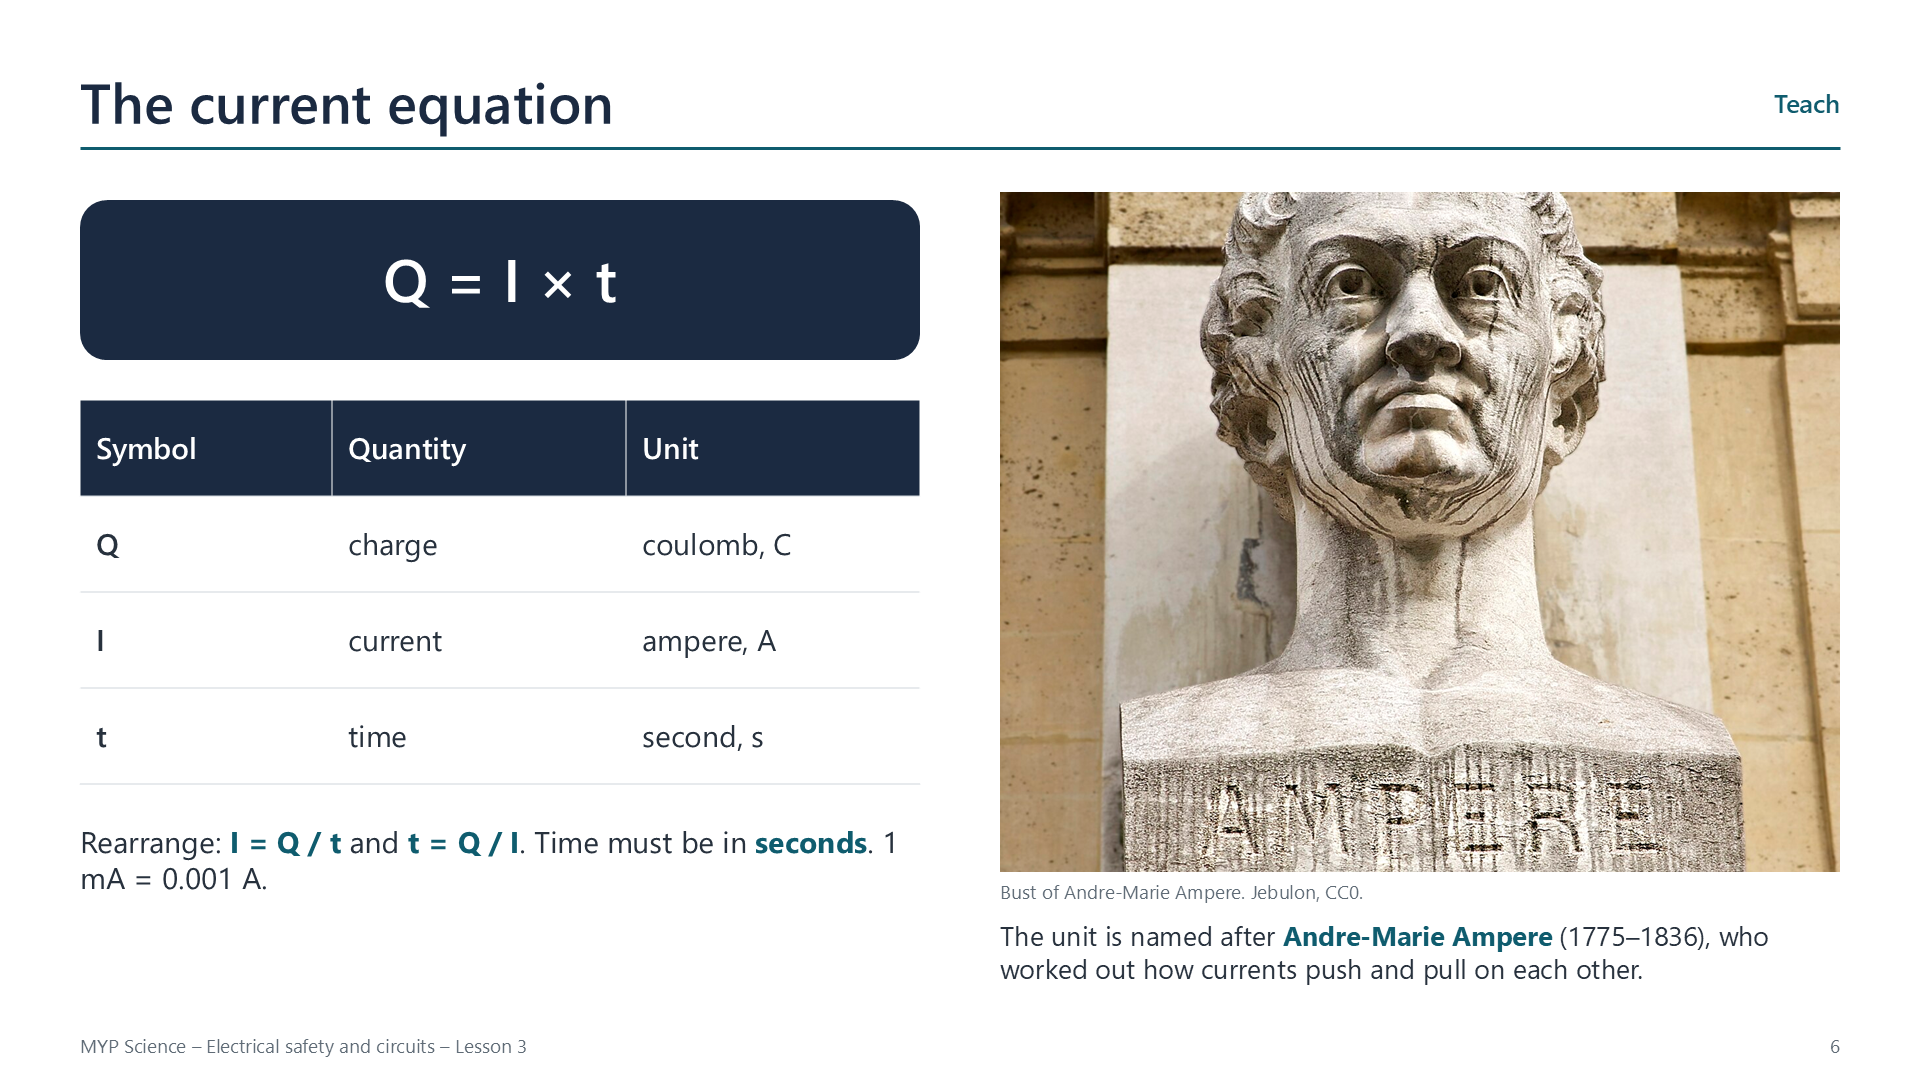 The current equation
Teach
Q = I × t
Symbol Quantity Unit
Q charge coulomb, C
I current ampere, A
t time second, s
Rearrange: I = Q / t and t = Q / I. Time must be in seconds. 1
mA = 0.001 A.
AMPERE
Bust of Andre-Marie Ampere. Jebulon, CC0.
The unit is named after Andre-Marie Ampere (1775–1836), who
worked out how currents push and pull on each other.
MYP Science – Electrical safety and circuits – Lesson 3
6